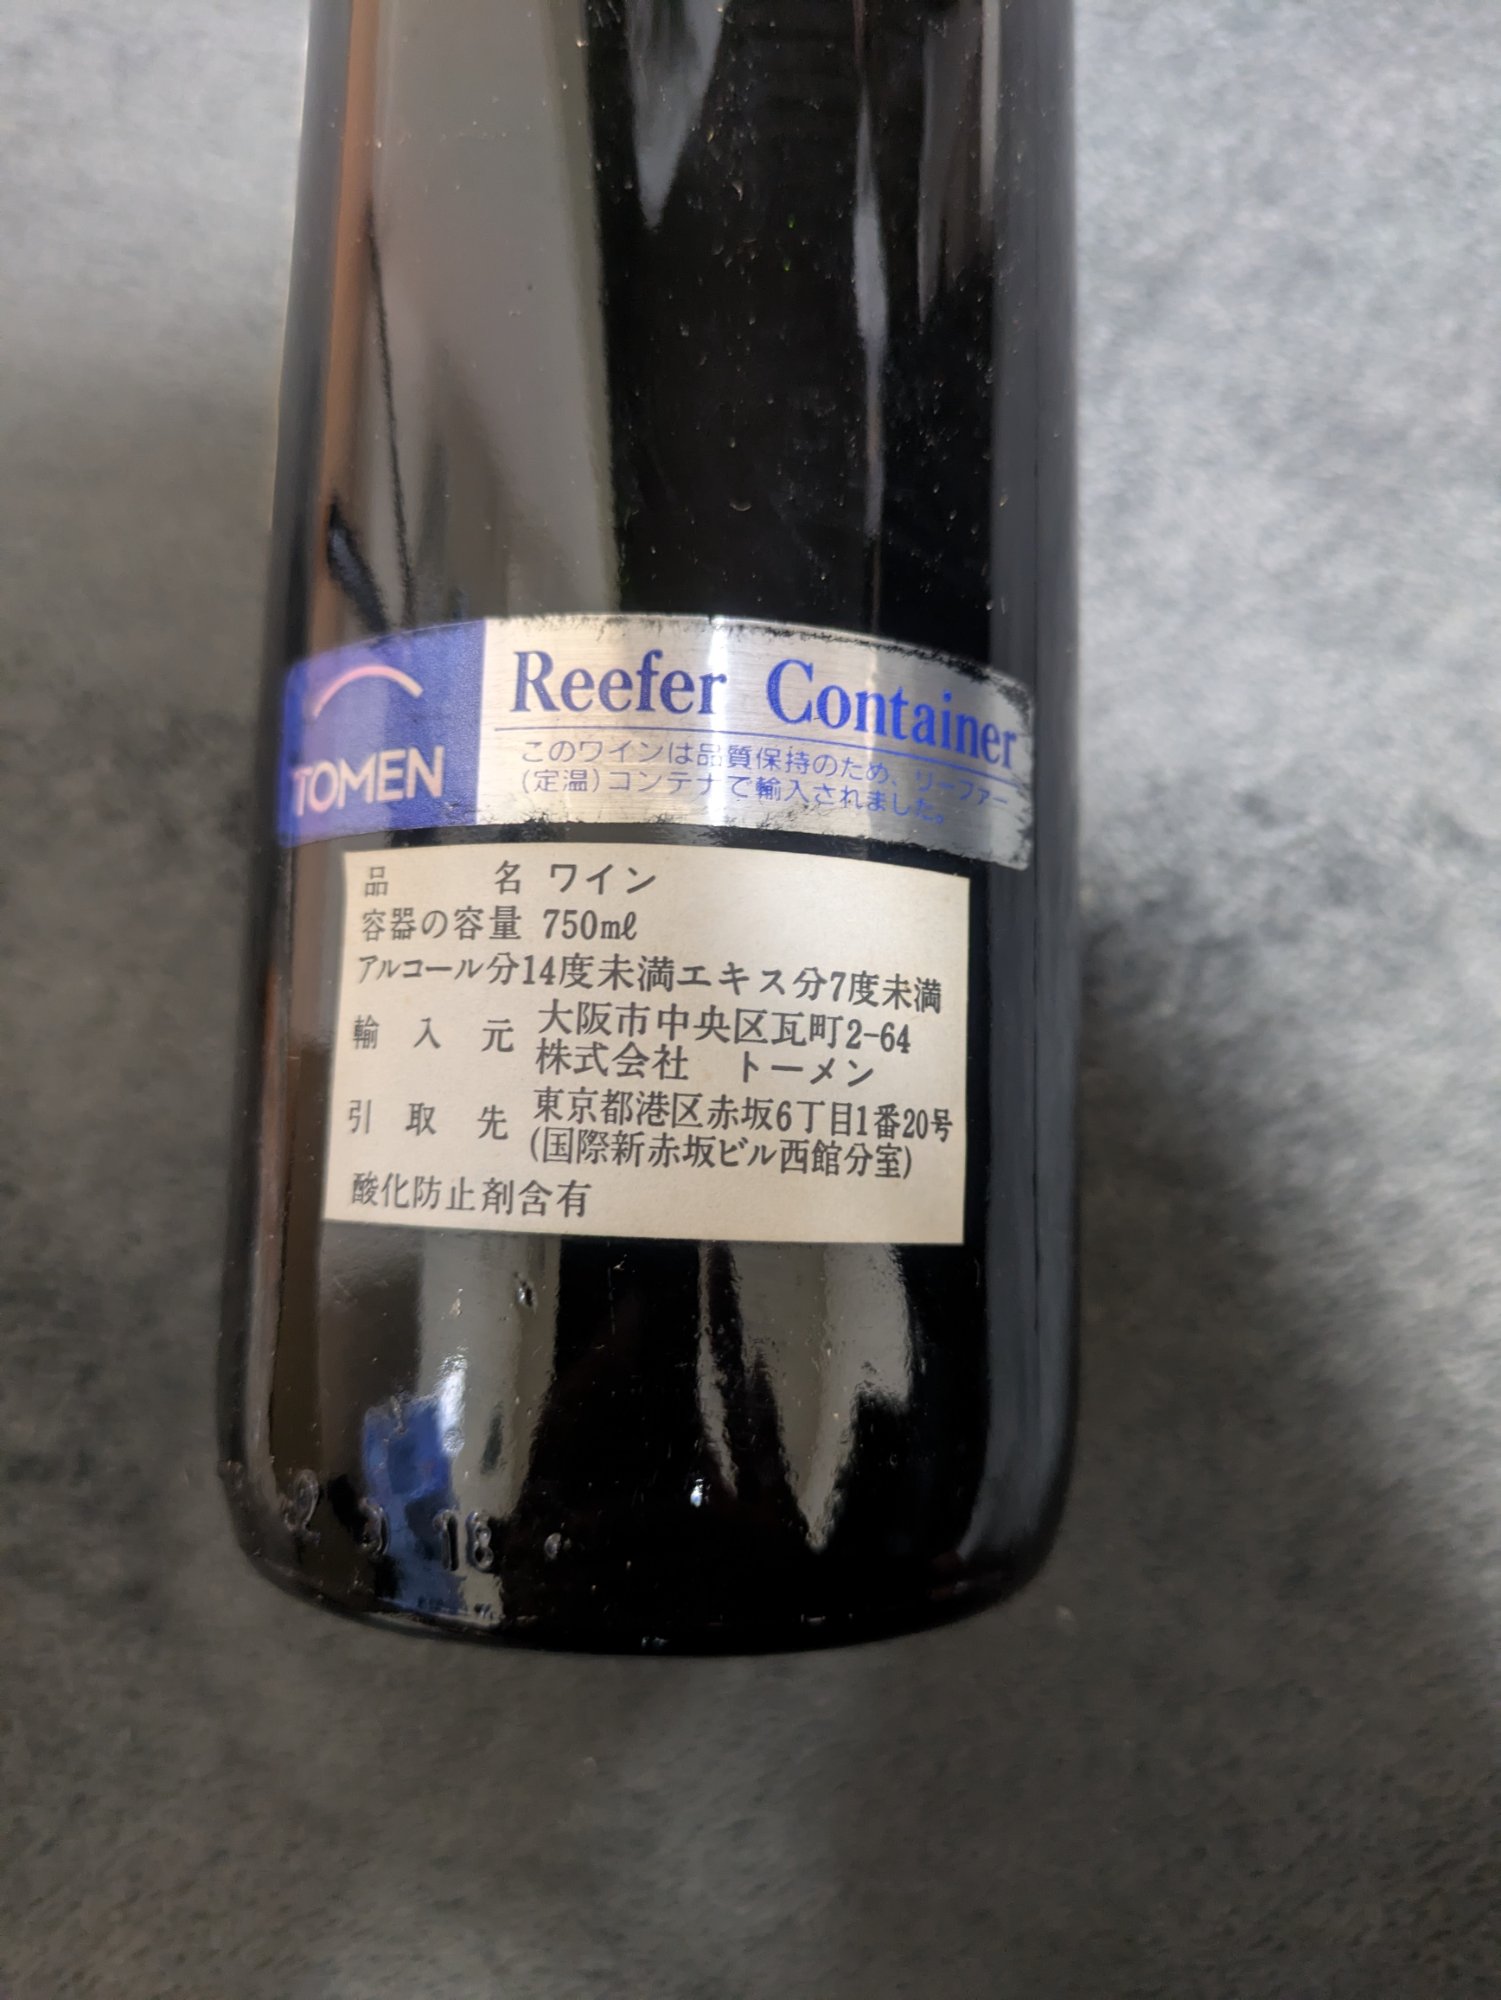 TOMEN
Reefer Container
このワインは品質保持のため、リーファー
(定温)コンテナで輸入されました。
品名 ワイン
容器の容量 750mℓ
アルコール分14度未満エキス分7度未満
輸入元 大阪市中央区瓦町2-64
株式会社 トーメン
引取先 東京都港区赤坂6丁目1番20号
(国際新赤坂ビル西館分室)
酸化防止剤含有
18